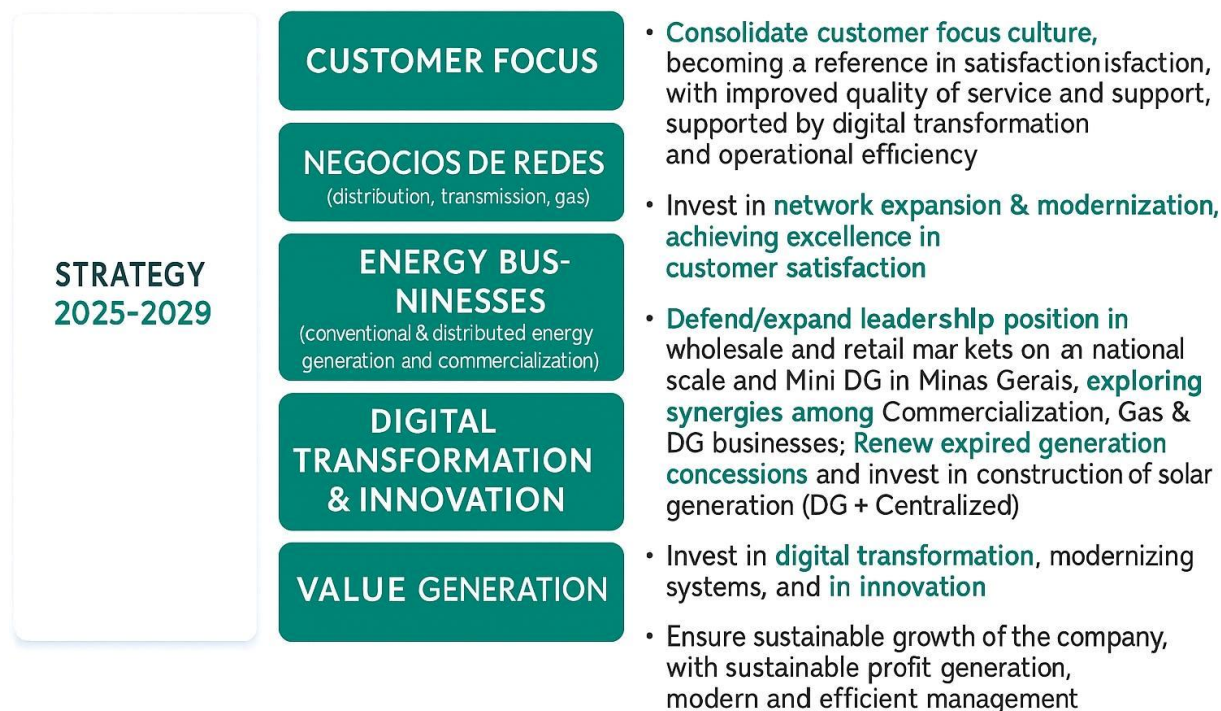 STRATEGY
2025-2029
CUSTOMER FOCUS
• Consolidate customer focus culture,
becoming a reference in satisfactionisfaction,
with improved quality of service and support,
supported by digital transformation
and operational efficiency
NEGOCIOS DE REDES
(distribution, transmission, gas)
• Invest in network expansion & modernization,
achieving excellence in
customer satisfaction
ENERGY BUS-
NINESSES
(conventional & distributed energy
generation and commercialization)
• Defend/expand leadership position in
wholesale and retail mar kets on an national
scale and Mini DG in Minas Gerais, exploring
synergies among Commercialization, Gas &
DG businesses; Renew expired generation
concessions and invest in construction of solar
generation (DG + Centralized)
DIGITAL
TRANSFORMATION
& INNOVATION
• Invest in digital transformation, modernizing
systems, and in innovation
VALUE GENERATION
• Ensure sustainable growth of the company,
with sustainable profit generation,
modern and efficient management